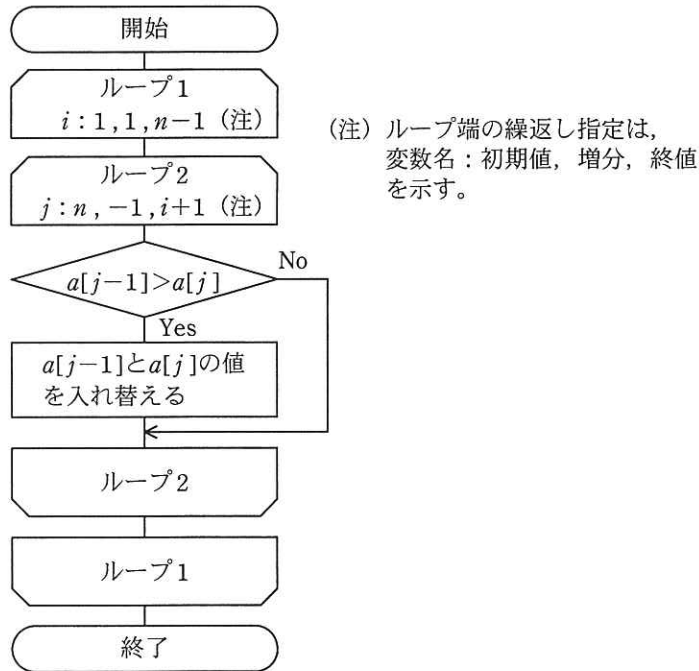 開始
ループ1
i：1，1，n−1（注）
（注）ループ端の繰返し指定は，
変数名：初期値，増分，終値
を示す。
ループ2
j：n，−1，i+1（注）
a[j−1]>a[j]
No
Yes
a[j−1]とa[j]の値
を入れ替える
ループ2
ループ1
終了